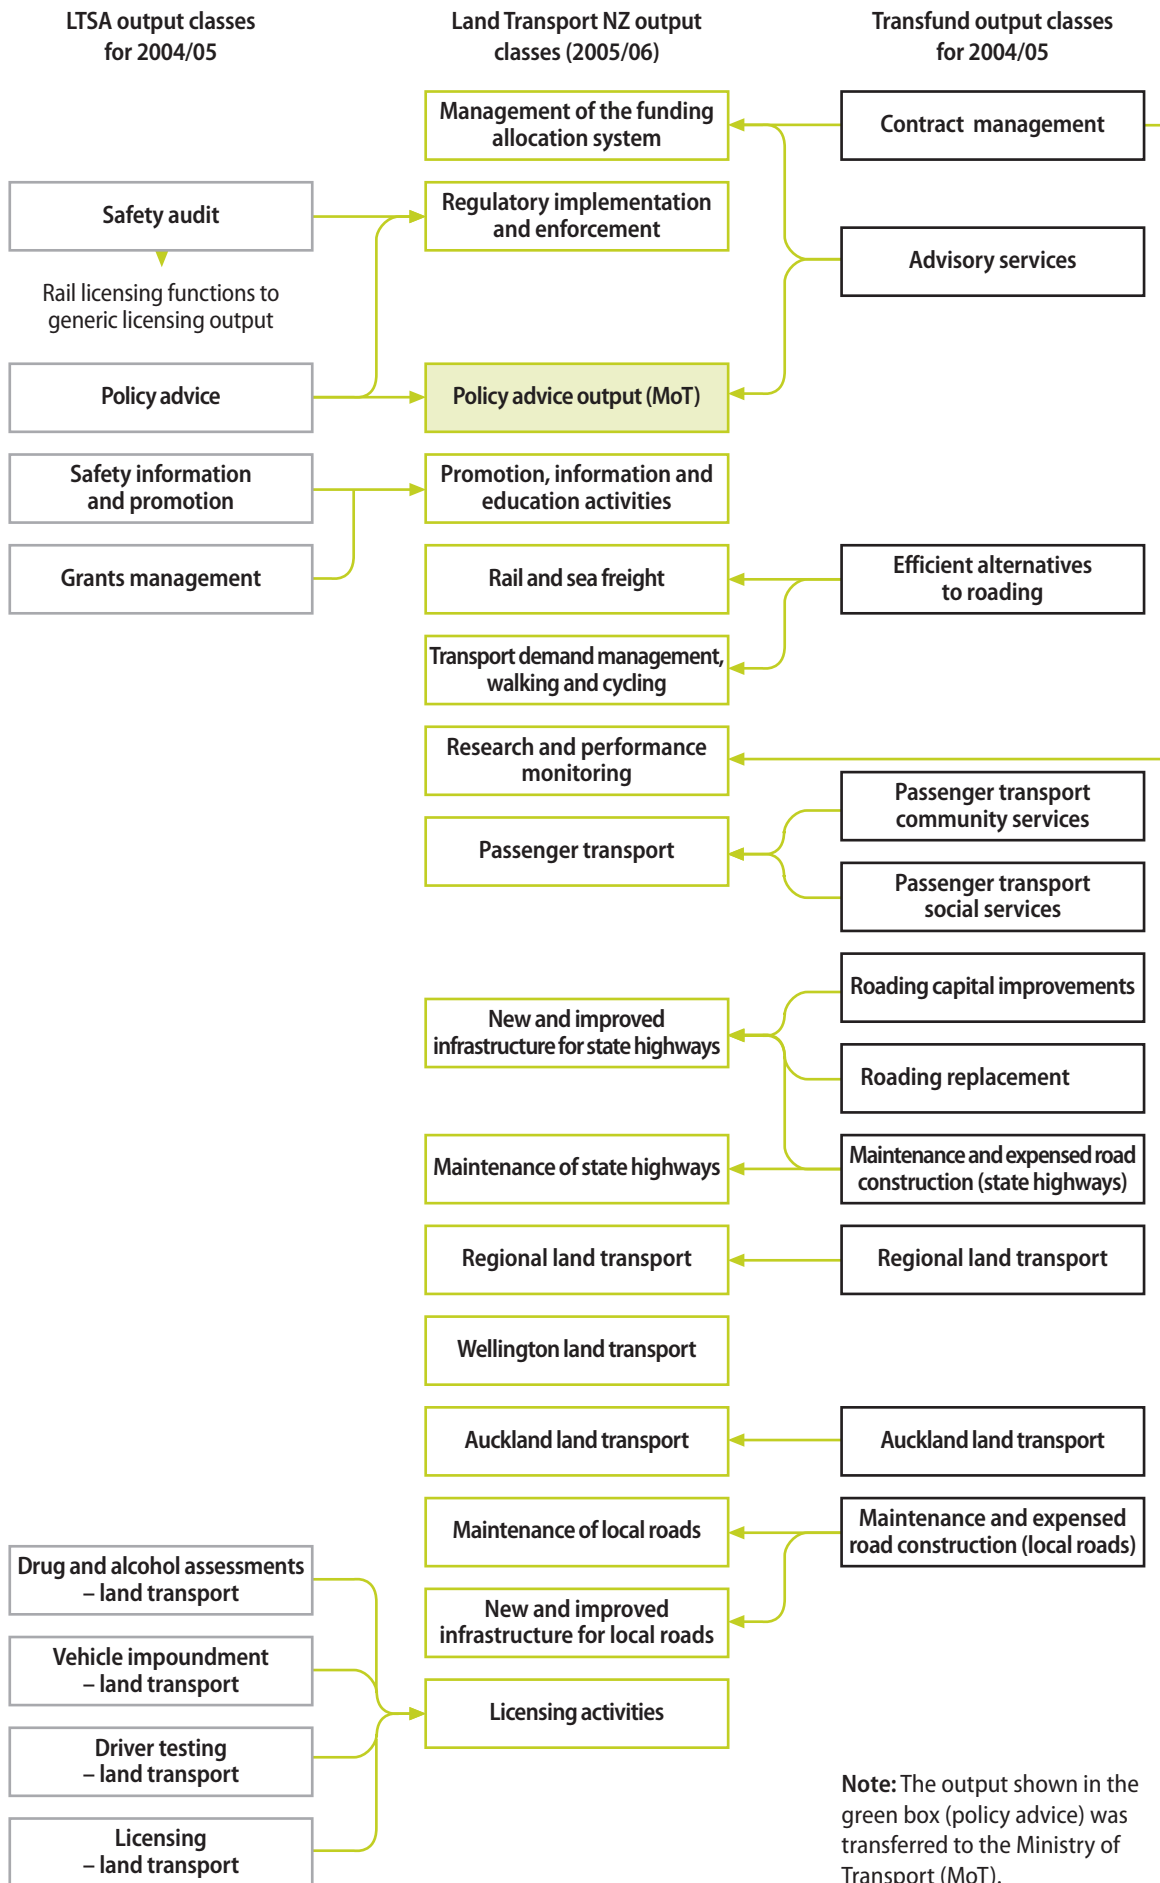 LTSA output classes
for 2004/05
Land Transport NZ output
classes (2005/06)
Transfund output classes
for 2004/05
Management of the funding
allocation system
Contract management
Safety audit
Regulatory implementation
and enforcement
Advisory services
Rail licensing functions to
generic licensing output
Policy advice
Policy advice output (MoT)
Safety information
and promotion
Promotion, information and
education activities
Grants management
Rail and sea freight
Efficient alternatives
to roading
Transport demand management,
walking and cycling
Research and performance
monitoring
Passenger transport
community services
Passenger transport
Passenger transport
social services
Roading capital improvements
New and improved
infrastructure for state highways
Roading replacement
Maintenance of state highways
Maintenance and expensed road
construction (state highways)
Regional land transport
Regional land transport
Wellington land transport
Auckland land transport
Auckland land transport
Maintenance of local roads
Maintenance and expensed
road construction (local roads)
Drug and alcohol assessments
– land transport
New and improved
infrastructure for local roads
Vehicle impoundment
– land transport
Licensing activities
Driver testing
– land transport
Licensing
– land transport
Note: The output shown in the
green box (policy advice) was
transferred to the Ministry of
Transport (MoT).